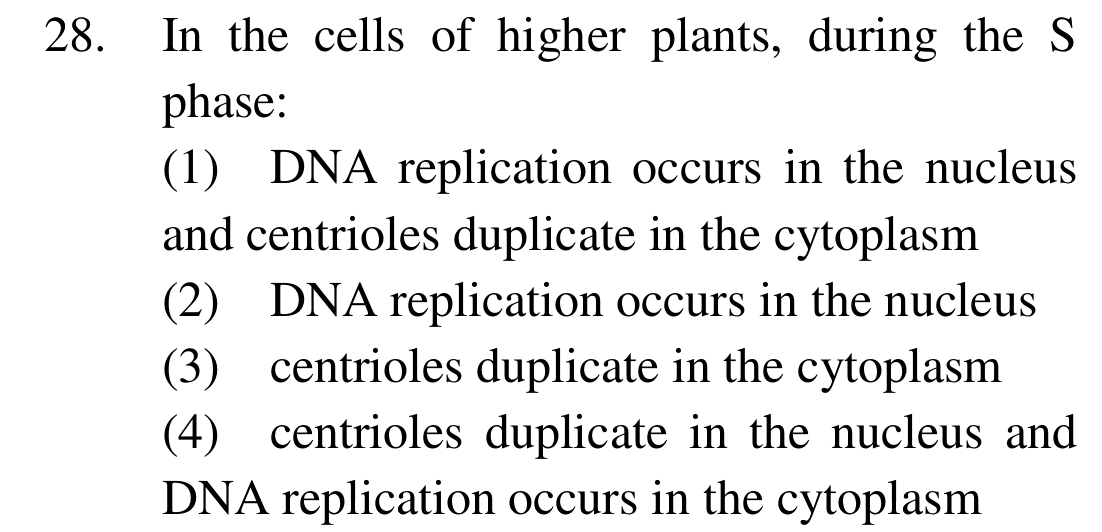 28. In the cells of higher plants, during the S
phase:
(1) DNA replication occurs in the nucleus
and centrioles duplicate in the cytoplasm
(2) DNA replication occurs in the nucleus
(3) centrioles duplicate in the cytoplasm
(4) centrioles duplicate in the nucleus and
DNA replication occurs in the cytoplasm